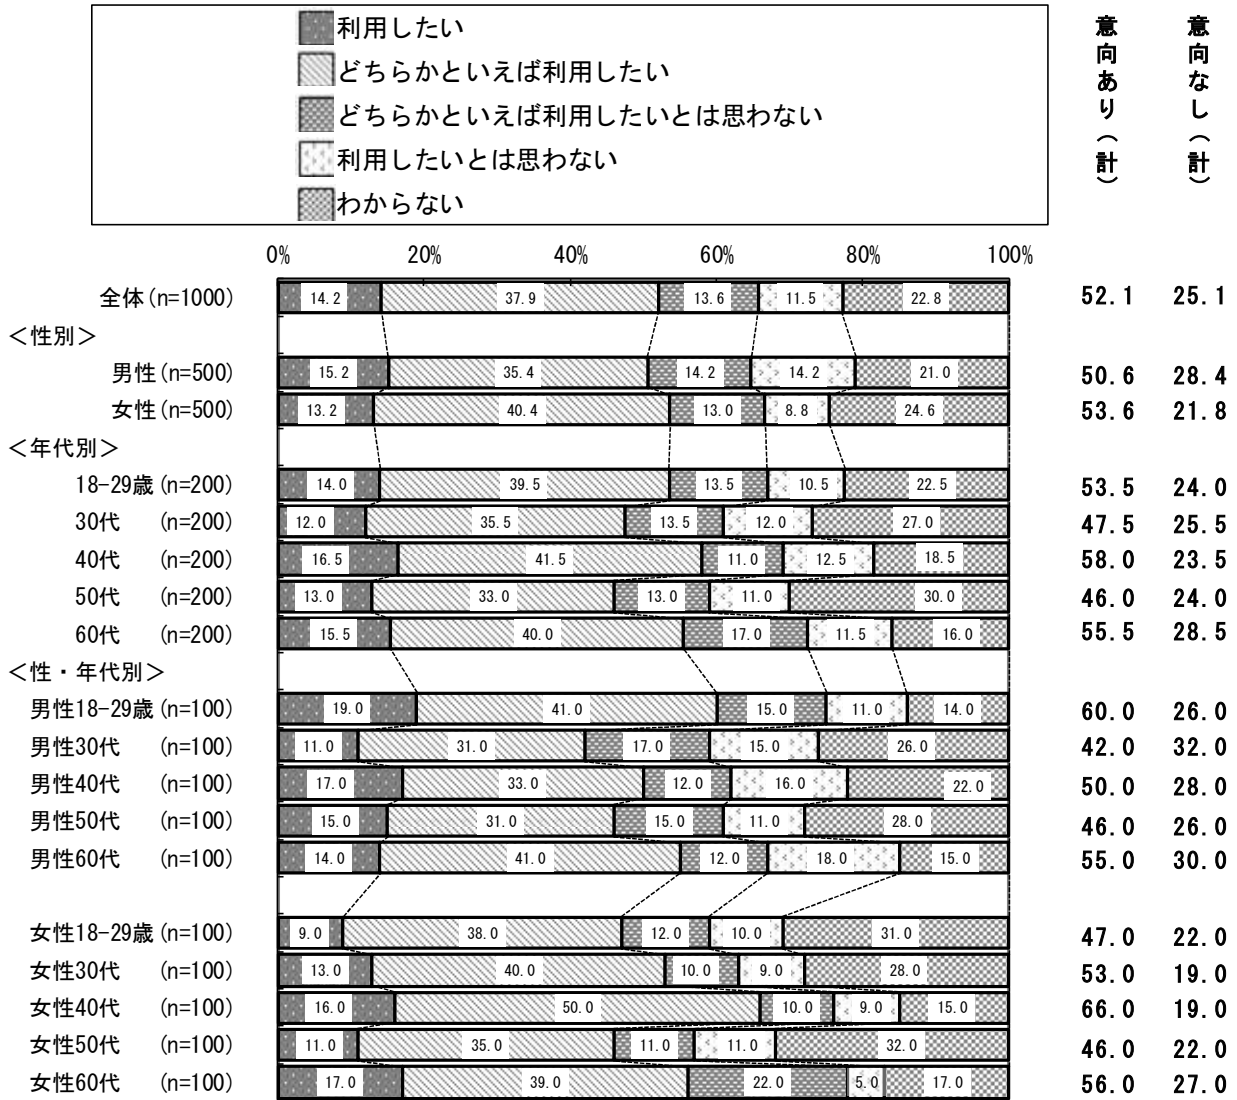 利用したい
どちらかといえば利用したい
どちらかといえば利用したいとは思わない
利用したいとは思わない
わからない
意向あり（計）
意向なし（計）
0% 20% 40% 60% 80% 100%
全体(n=1000) 14.2 37.9 13.6 11.5 22.8 52.1 25.1
＜性別＞
男性(n=500) 15.2 35.4 14.2 14.2 21.0 50.6 28.4
女性(n=500) 13.2 40.4 13.0 8.8 24.6 53.6 21.8
＜年代別＞
18-29歳(n=200) 14.0 39.5 13.5 10.5 22.5 53.5 24.0
30代 (n=200) 12.0 35.5 13.5 12.0 27.0 47.5 25.5
40代 (n=200) 16.5 41.5 11.0 12.5 18.5 58.0 23.5
50代 (n=200) 13.0 33.0 13.0 11.0 30.0 46.0 24.0
60代 (n=200) 15.5 40.0 17.0 11.5 16.0 55.5 28.5
＜性・年代別＞
男性18-29歳(n=100) 19.0 41.0 15.0 11.0 14.0 60.0 26.0
男性30代 (n=100) 11.0 31.0 17.0 15.0 26.0 42.0 32.0
男性40代 (n=100) 17.0 33.0 12.0 16.0 22.0 50.0 28.0
男性50代 (n=100) 15.0 31.0 15.0 11.0 28.0 46.0 26.0
男性60代 (n=100) 14.0 41.0 12.0 18.0 15.0 55.0 30.0
女性18-29歳(n=100) 9.0 38.0 12.0 10.0 31.0 47.0 22.0
女性30代 (n=100) 13.0 40.0 10.0 9.0 28.0 53.0 19.0
女性40代 (n=100) 16.0 50.0 10.0 9.0 15.0 66.0 19.0
女性50代 (n=100) 11.0 35.0 11.0 11.0 32.0 46.0 22.0
女性60代 (n=100) 17.0 39.0 22.0 5.0 17.0 56.0 27.0